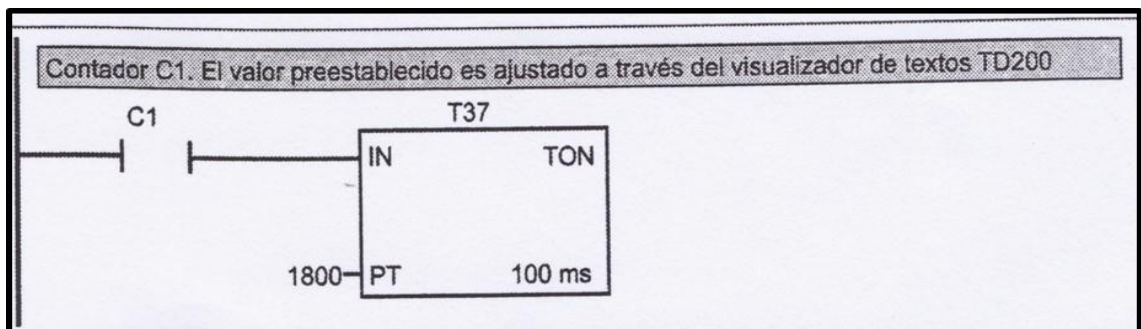 Contador C1. El valor preestablecido es ajustado a través del visualizador de textos TD200
C1
T37
IN TON
1800 PT 100 ms